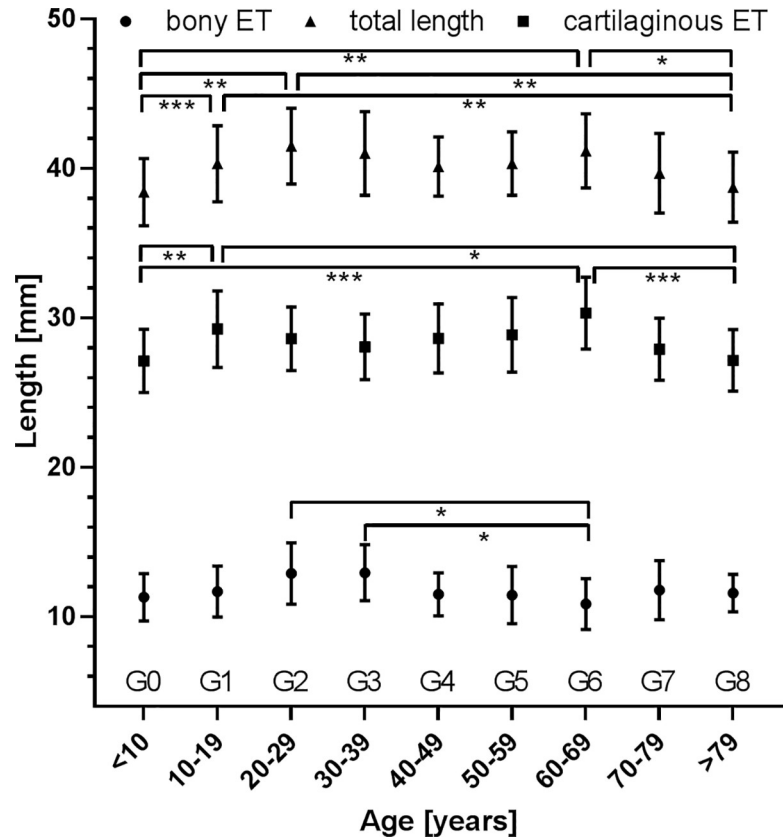 50
bony ET total length cartilaginous ET
** *
** **
*** **
40
** *
*** ***
30
Length [mm]
20
*
*
10
G0 G1 G2 G3 G4 G5 G6 G7 G8
<10 10-19 20-29 30-39 40-49 50-59 60-69 70-79 >79
Age [years]